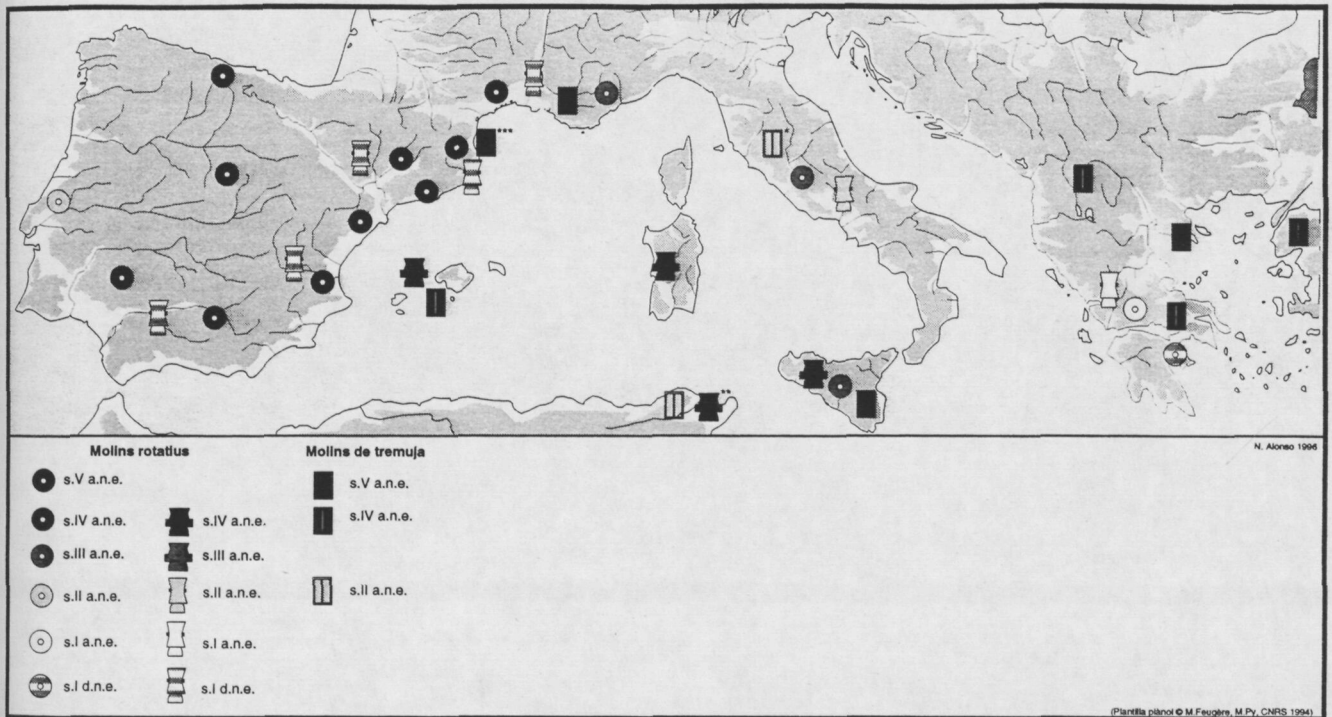 ***
*
**
N. Alonso 1996
Molins rotatius
s.V a.n.e.
s.IV a.n.e.
s.III a.n.e.
s.II a.n.e.
s.I a.n.e.
s.I d.n.e.
s.IV a.n.e.
s.III a.n.e.
s.II a.n.e.
s.I a.n.e.
s.I d.n.e.
Molins de tremuja
s.V a.n.e.
s.IV a.n.e.
s.II a.n.e.
(Plantilla plànol © M.Feugère, M.Py, CNRS 1994)